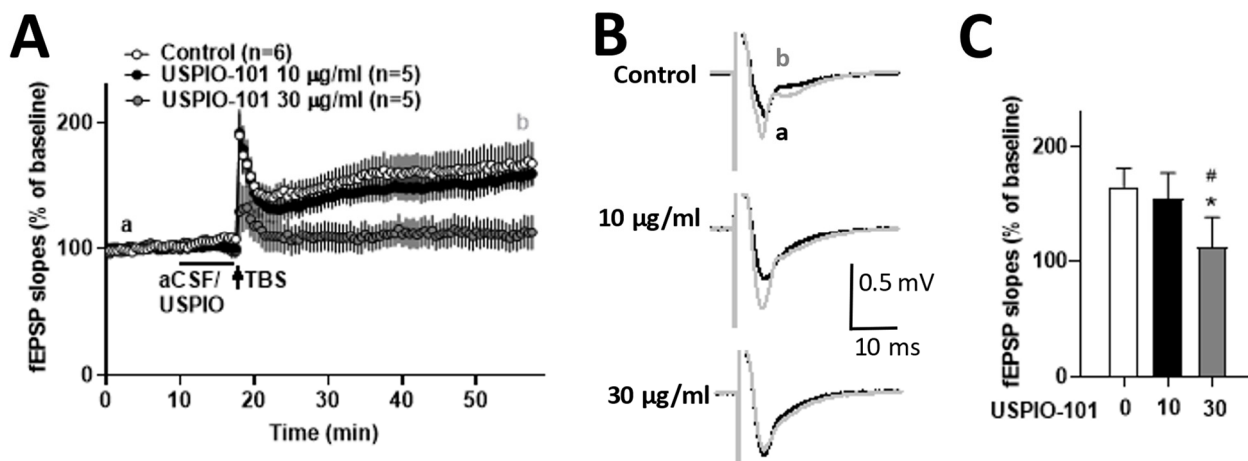 A
Control (n=6)
USPIO-101 10 µg/ml (n=5)
USPIO-101 30 µg/ml (n=5)
fEPSP slopes (% of baseline)
200
100
0
a
b
aCSF/
USPIO
TBS
0
10
20
30
40
50
Time (min)
B
Control
b
a
10 µg/ml
0.5 mV
10 ms
30 µg/ml
C
fEPSP slopes (% of baseline)
200
100
0
#
*
USPIO-101 0 10 30